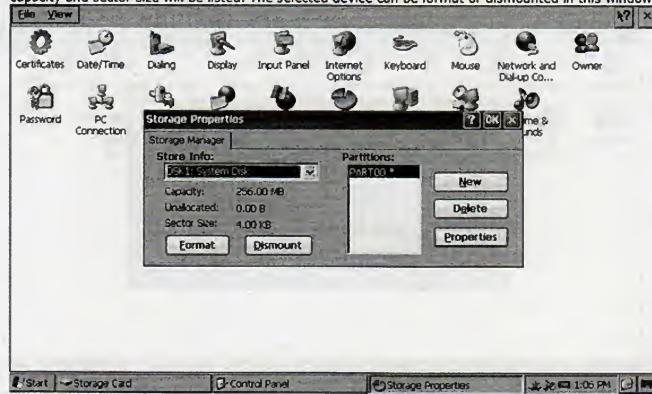 capacity and sector size will be listed. The selected device can be format or dismounted in this window
File View
Certificates Date/Time Dialing Display Input Panel Internet Options Keyboard Mouse Network and Dial-up Co... Owner
Password PC Connection
Storage Properties ? OK ×
Storage Manager
Store Info: Partitions:
DSK1: System Disk PART00 *
Capacity: 256.00 MB New
Unallocated: 0.00 B Delete
Sector Size: 4.00 KB
Format Dismount Properties
me &
unds
Start Storage Card Control Panel Storage Properties 1:05 PM